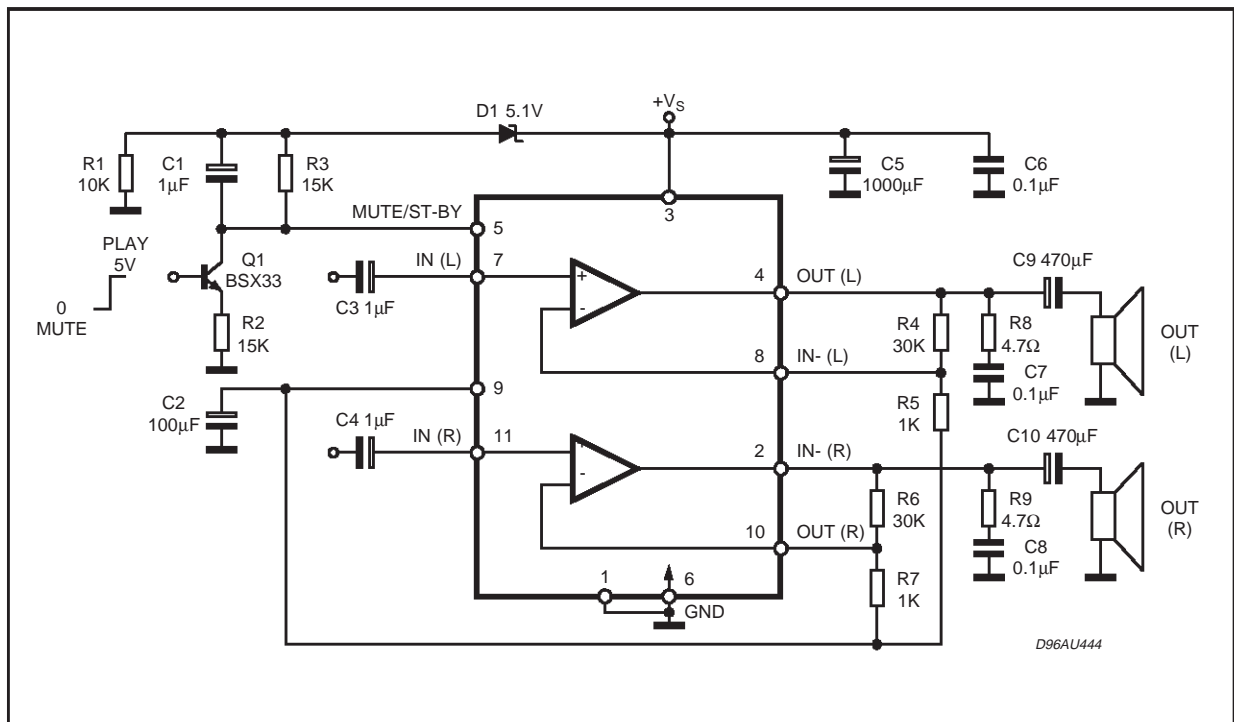 +VS
D1 5.1V
R1
10K
C1
1µF
R3
15K
C5
1000µF
C6
0.1µF
MUTE/ST-BY
5
3
PLAY
5V
0
MUTE
Q1
BSX33
R2
15K
IN (L)
7
C3 1µF
+
-
4
OUT (L)
C9 470µF
R4
30K
R8
4.7Ω
OUT
(L)
8
IN- (L)
C7
0.1µF
R5
1K
9
C2
100µF
C4 1µF
IN (R)
11
+
-
2
IN- (R)
C10 470µF
R6
30K
R9
4.7Ω
OUT
(R)
10
OUT (R)
C8
0.1µF
R7
1K
1
6
GND
D96AU444